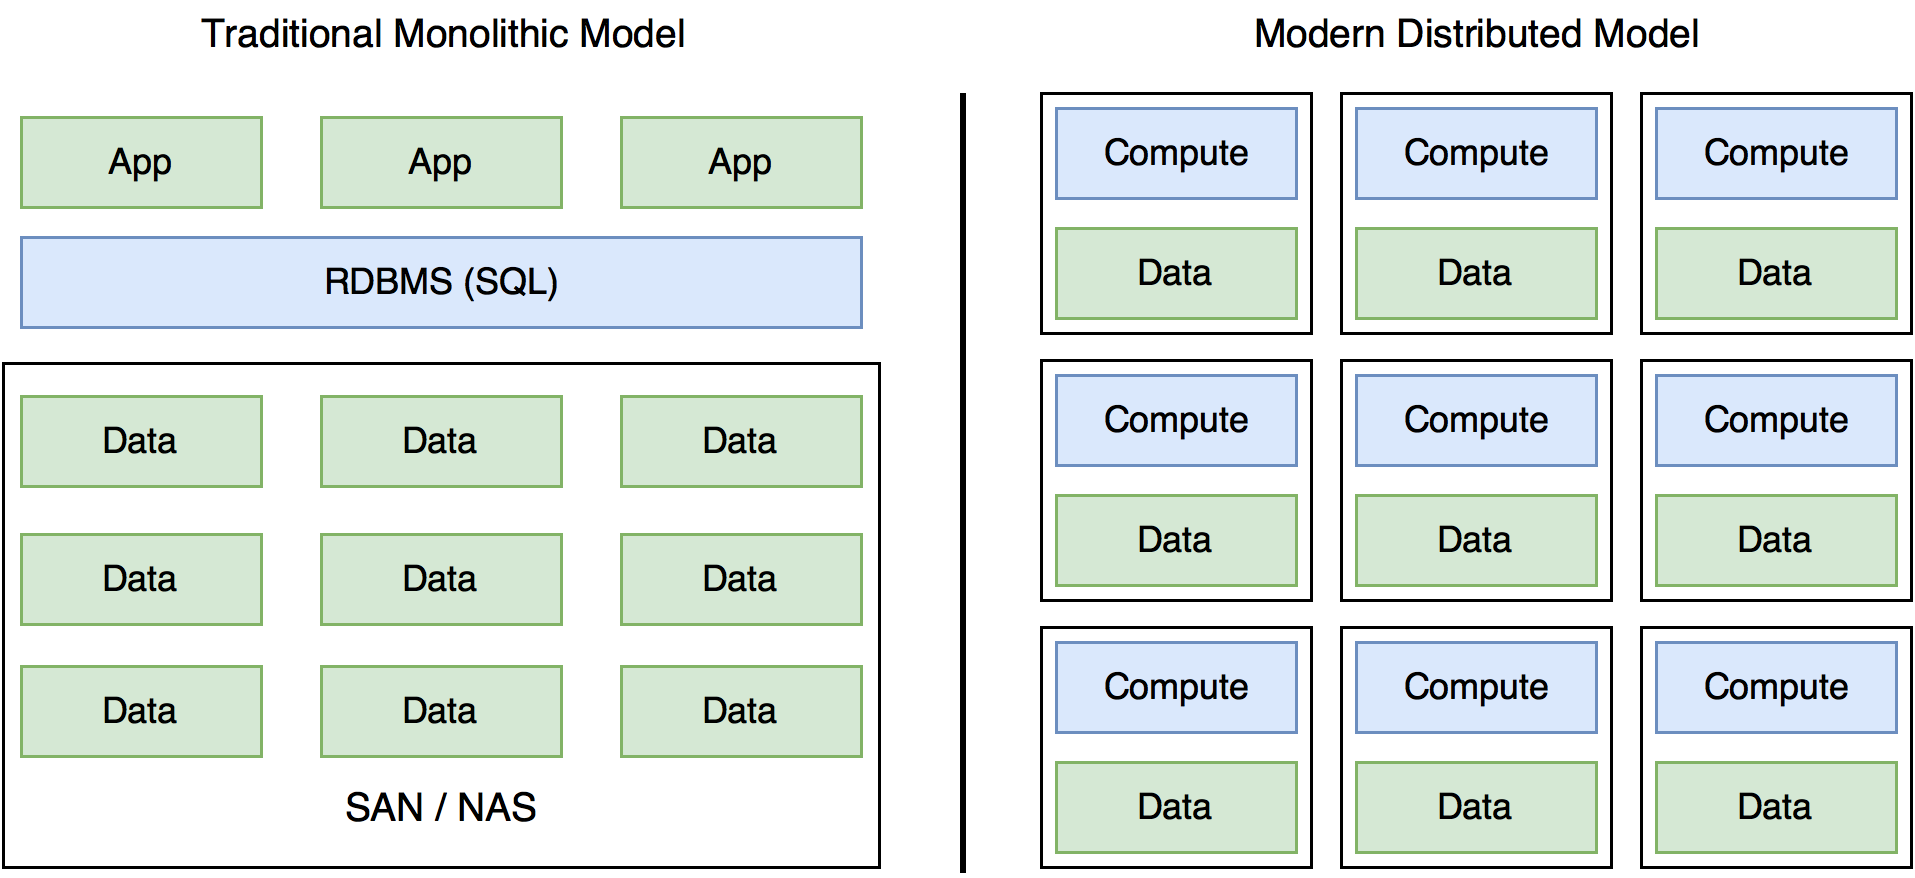 Traditional Monolithic Model
App
App
App
RDBMS (SQL)
Data
Data
Data
Data
Data
Data
Data
Data
Data
SAN / NAS
Modern Distributed Model
Compute
Compute
Compute
Data
Data
Data
Compute
Compute
Compute
Data
Data
Data
Compute
Compute
Compute
Data
Data
Data